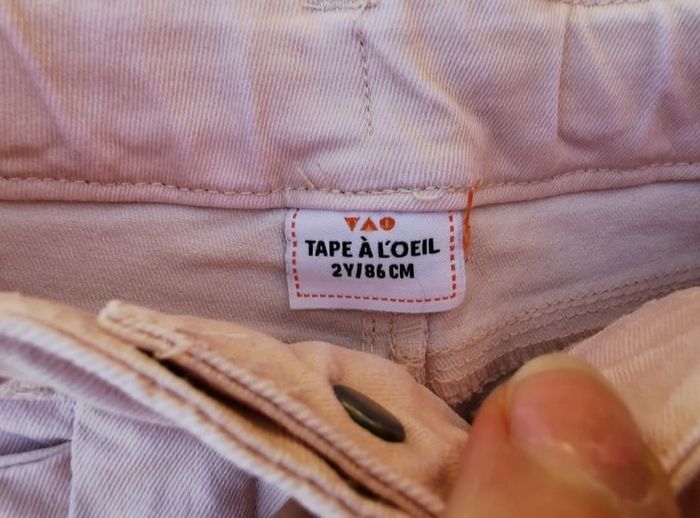 TAO
TAPE À L'OEIL
2Y/86 CM